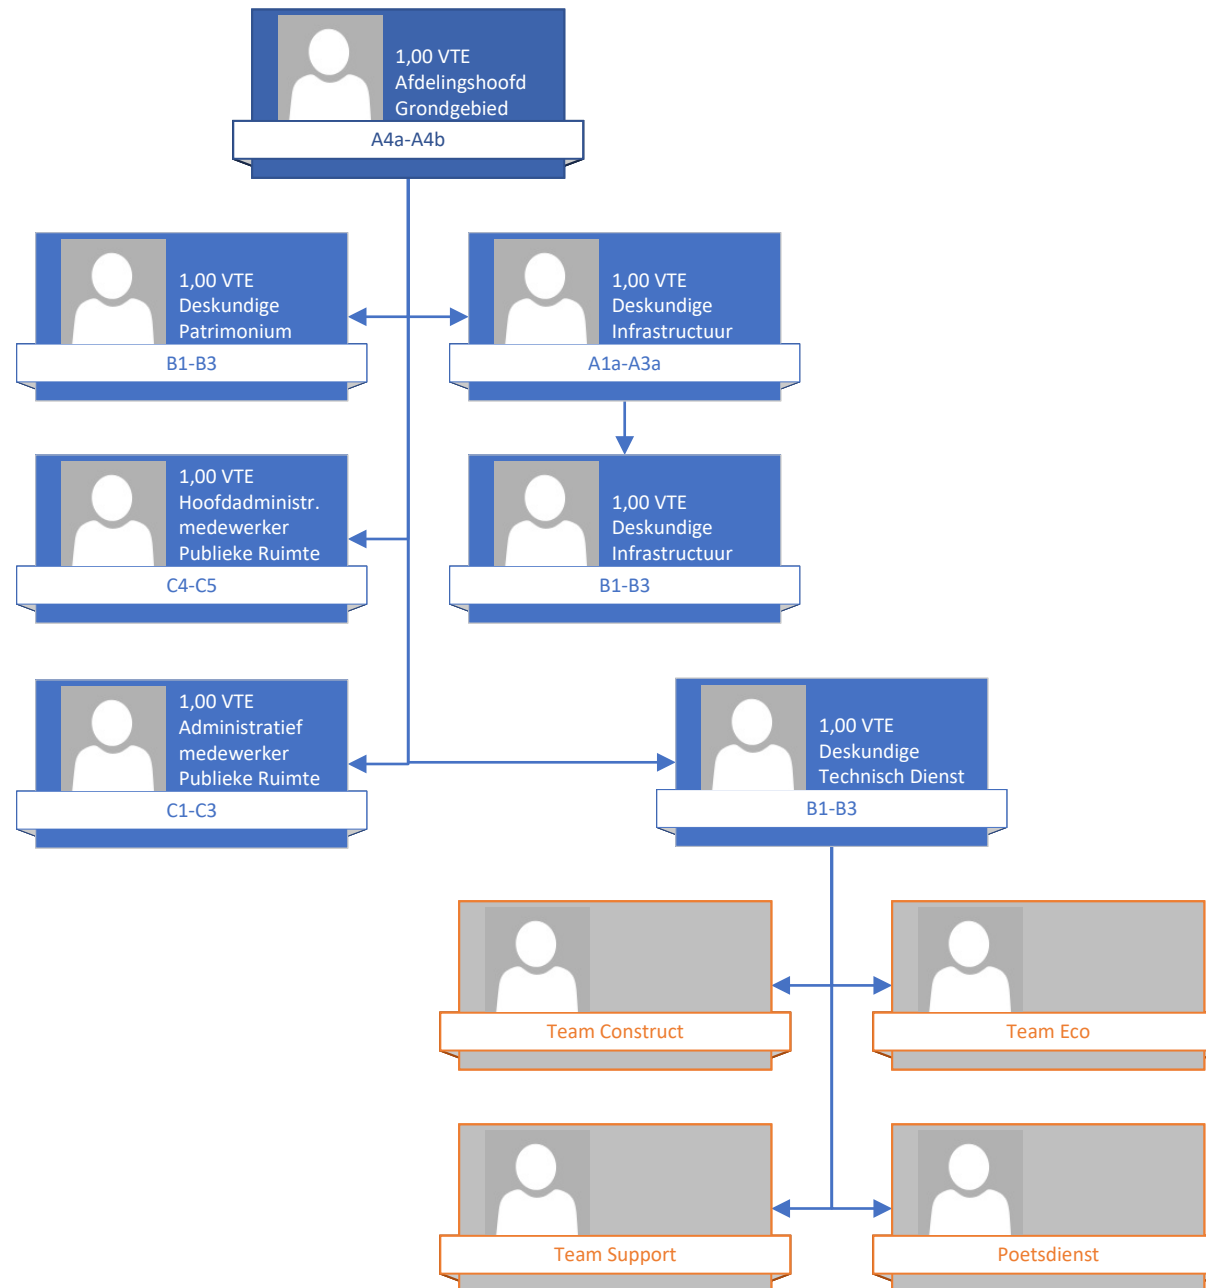 1,00 VTE
Afdelingshoofd
Grondgebied
A4a-A4b
1,00 VTE
Deskundige
Patrimonium
B1-B3
1,00 VTE
Deskundige
Infrastructuur
A1a-A3a
1,00 VTE
Hoofdadministr.
medewerker
Publieke Ruimte
C4-C5
1,00 VTE
Deskundige
Infrastructuur
B1-B3
1,00 VTE
Administratief
medewerker
Publieke Ruimte
C1-C3
1,00 VTE
Deskundige
Technisch Dienst
B1-B3
Team Construct
Team Eco
Team Support
Poetsdienst